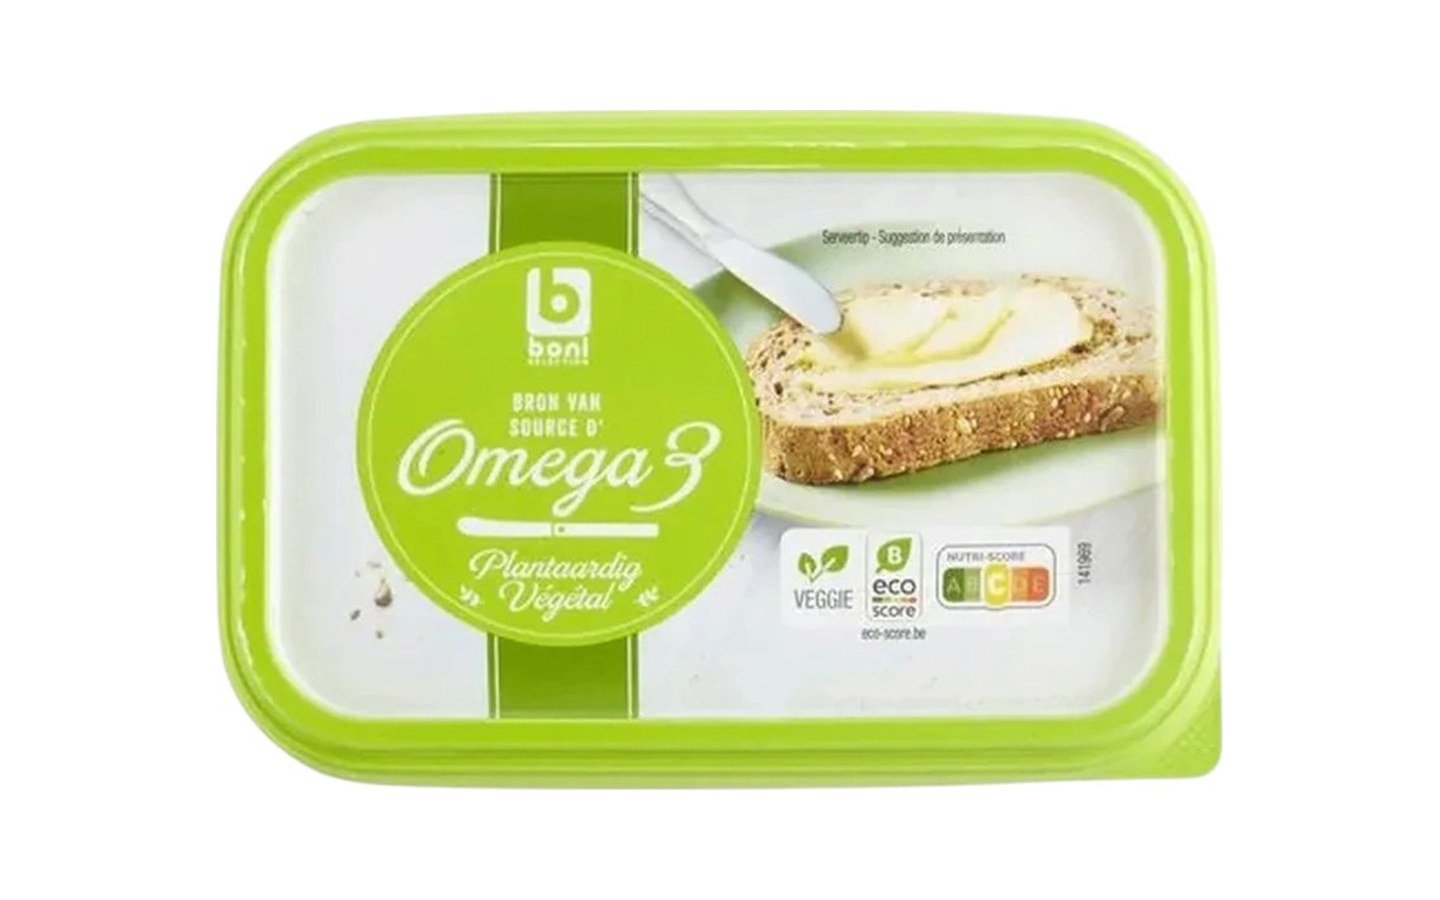 Serveertip - Suggestion de présentation
b
boni
SELECTION
BRON VAN
SOURCE D'
Omega 3
Plantaardig
Végétal
VEGGIE
B
eco
score
eco-score.be
NUTRI-SCORE
A B C D E
141969